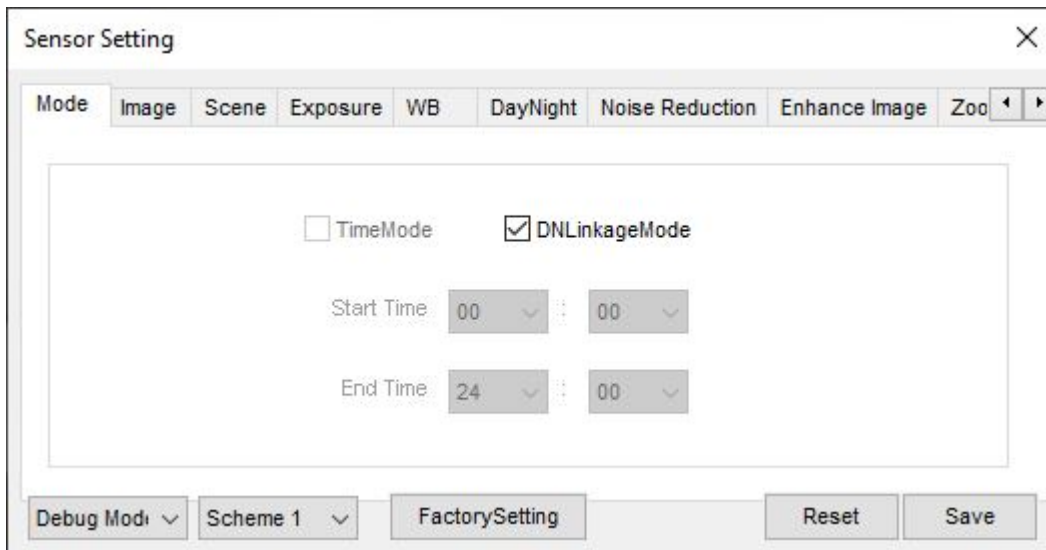 Sensor Setting
Mode Image Scene Exposure WB DayNight Noise Reduction Enhance Image Zoo
TimeMode DNLinkageMode
Start Time 00 : 00
End Time 24 : 00
Debug Mod Scheme 1 FactorySetting Reset Save